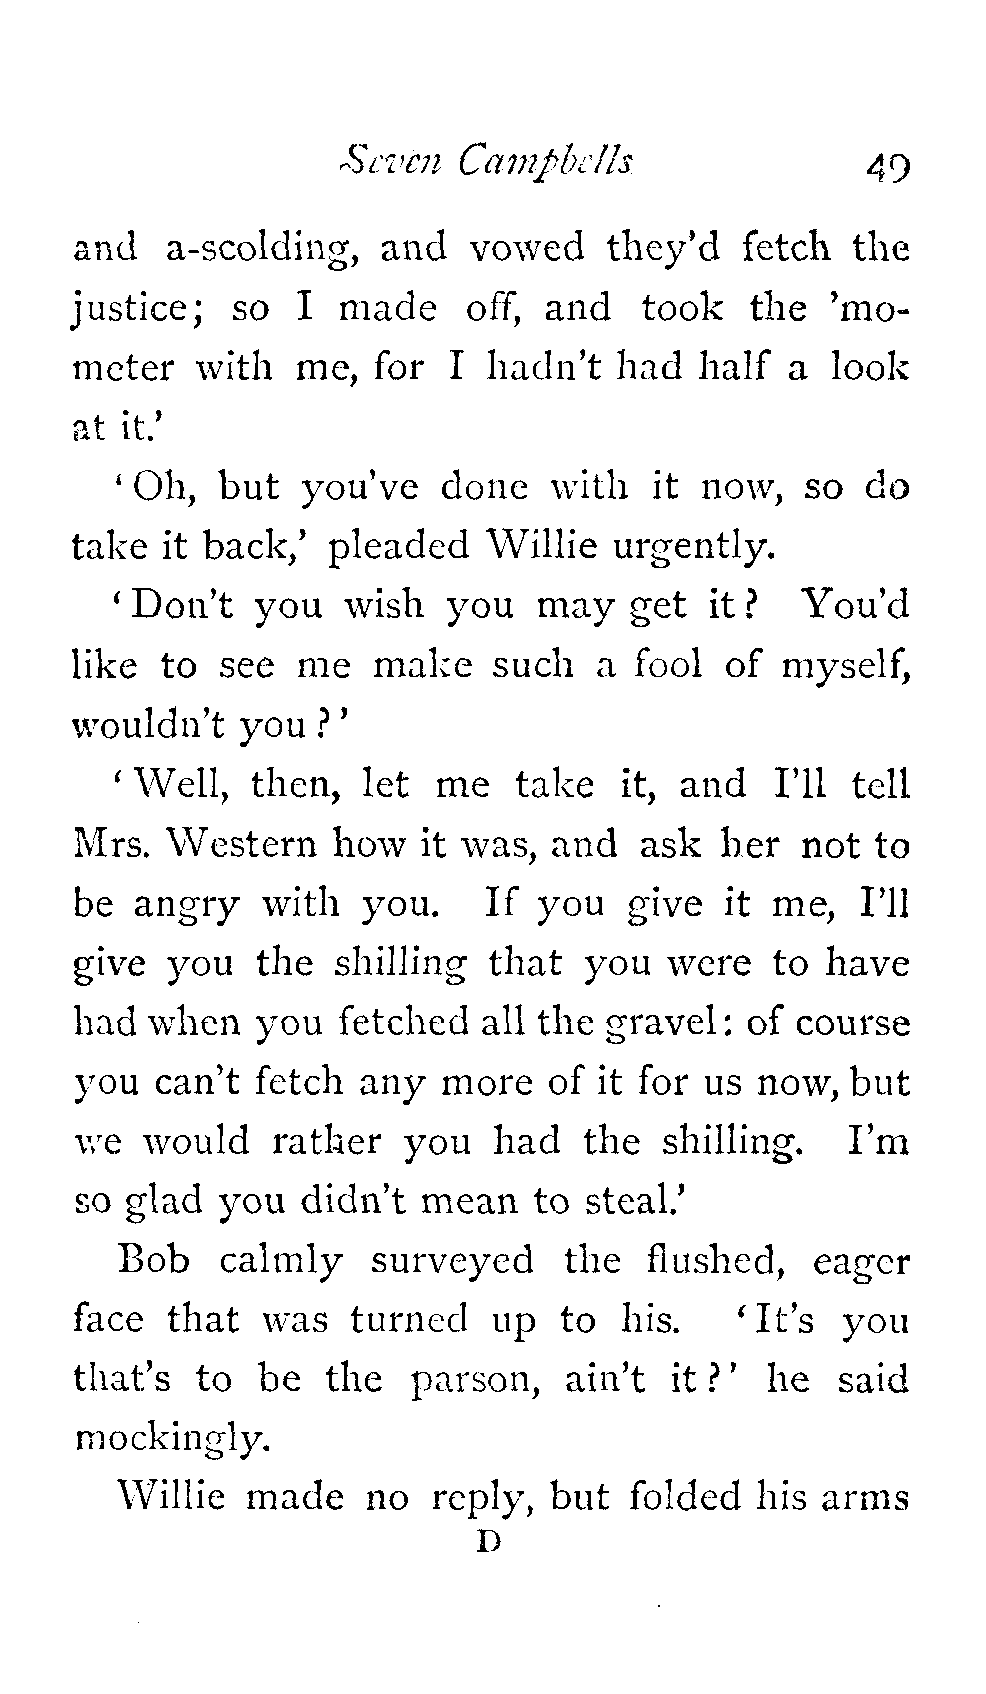 Seven Campbells 49
and a-scolding, and vowed they'd fetch the
justice; so I made off, and took the 'mo-
meter with me, for I hadn't had half a look
at it.'
'Oh, but you've done with it now, so do
take it back,' pleaded Willie urgently.
'Don't you wish you may get it? You'd
like to see me make such a fool of myself,
wouldn't you?'
'Well, then, let me take it, and I'll tell
Mrs. Western how it was, and ask her not to
be angry with you. If you give it me, I'll
give you the shilling that you were to have
had when you fetched all the gravel: of course
you can't fetch any more of it for us now, but
we would rather you had the shilling. I'm
so glad you didn't mean to steal.'
Bob calmly surveyed the flushed, eager
face that was turned up to his. 'It's you
that's to be the parson, ain't it?' he said
mockingly.
Willie made no reply, but folded his arms
D